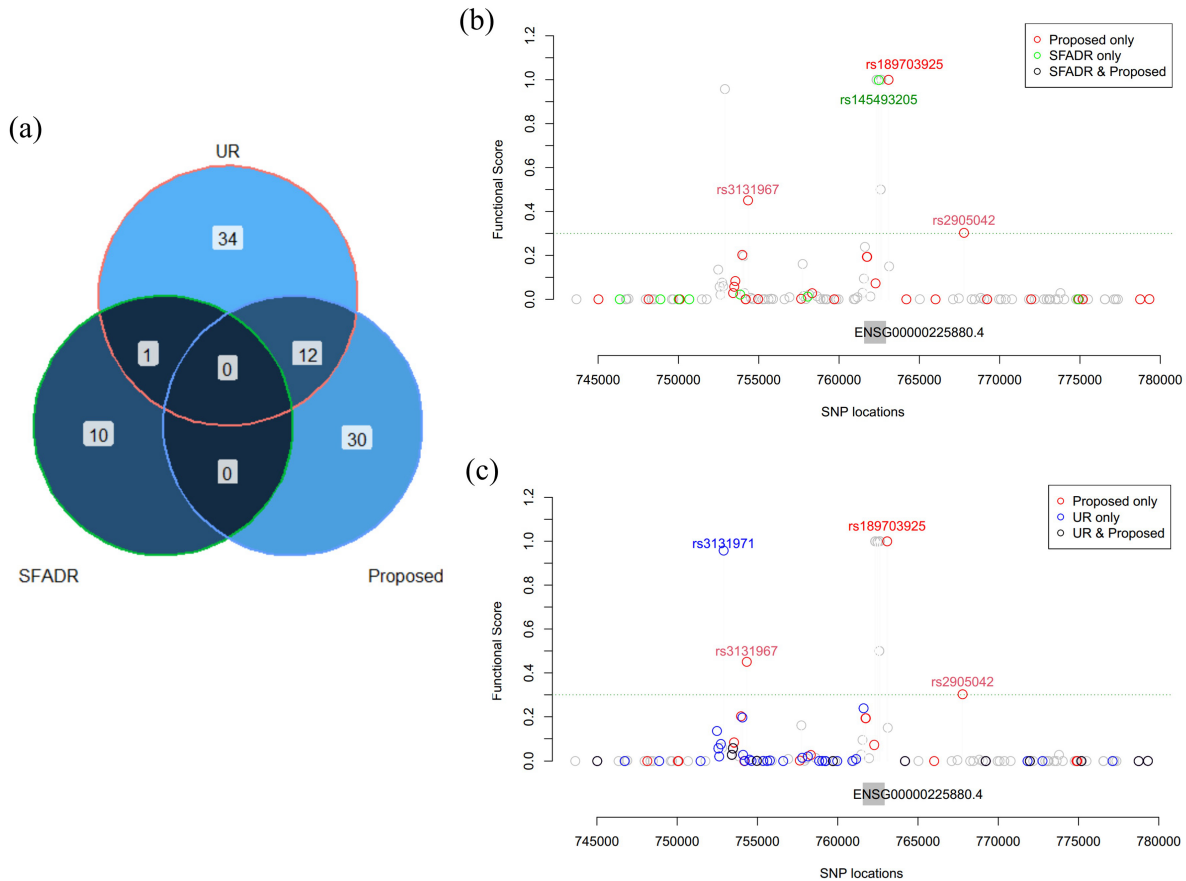 (a)
UR
34
1
0
12
10
0
30
SFADR
Proposed
(b)
Functional Score
1.2
1.0
0.8
0.6
0.4
0.2
0.0
Proposed only
SFADR only
SFADR & Proposed
rs189703925
rs145493205
rs3131967
rs2905042
ENSG00000225880.4
745000 750000 755000 760000 765000 770000 775000 780000
SNP locations
(c)
Functional Score
1.2
1.0
0.8
0.6
0.4
0.2
0.0
Proposed only
UR only
UR & Proposed
rs189703925
rs3131971
rs3131967
rs2905042
ENSG00000225880.4
745000 750000 755000 760000 765000 770000 775000 780000
SNP locations